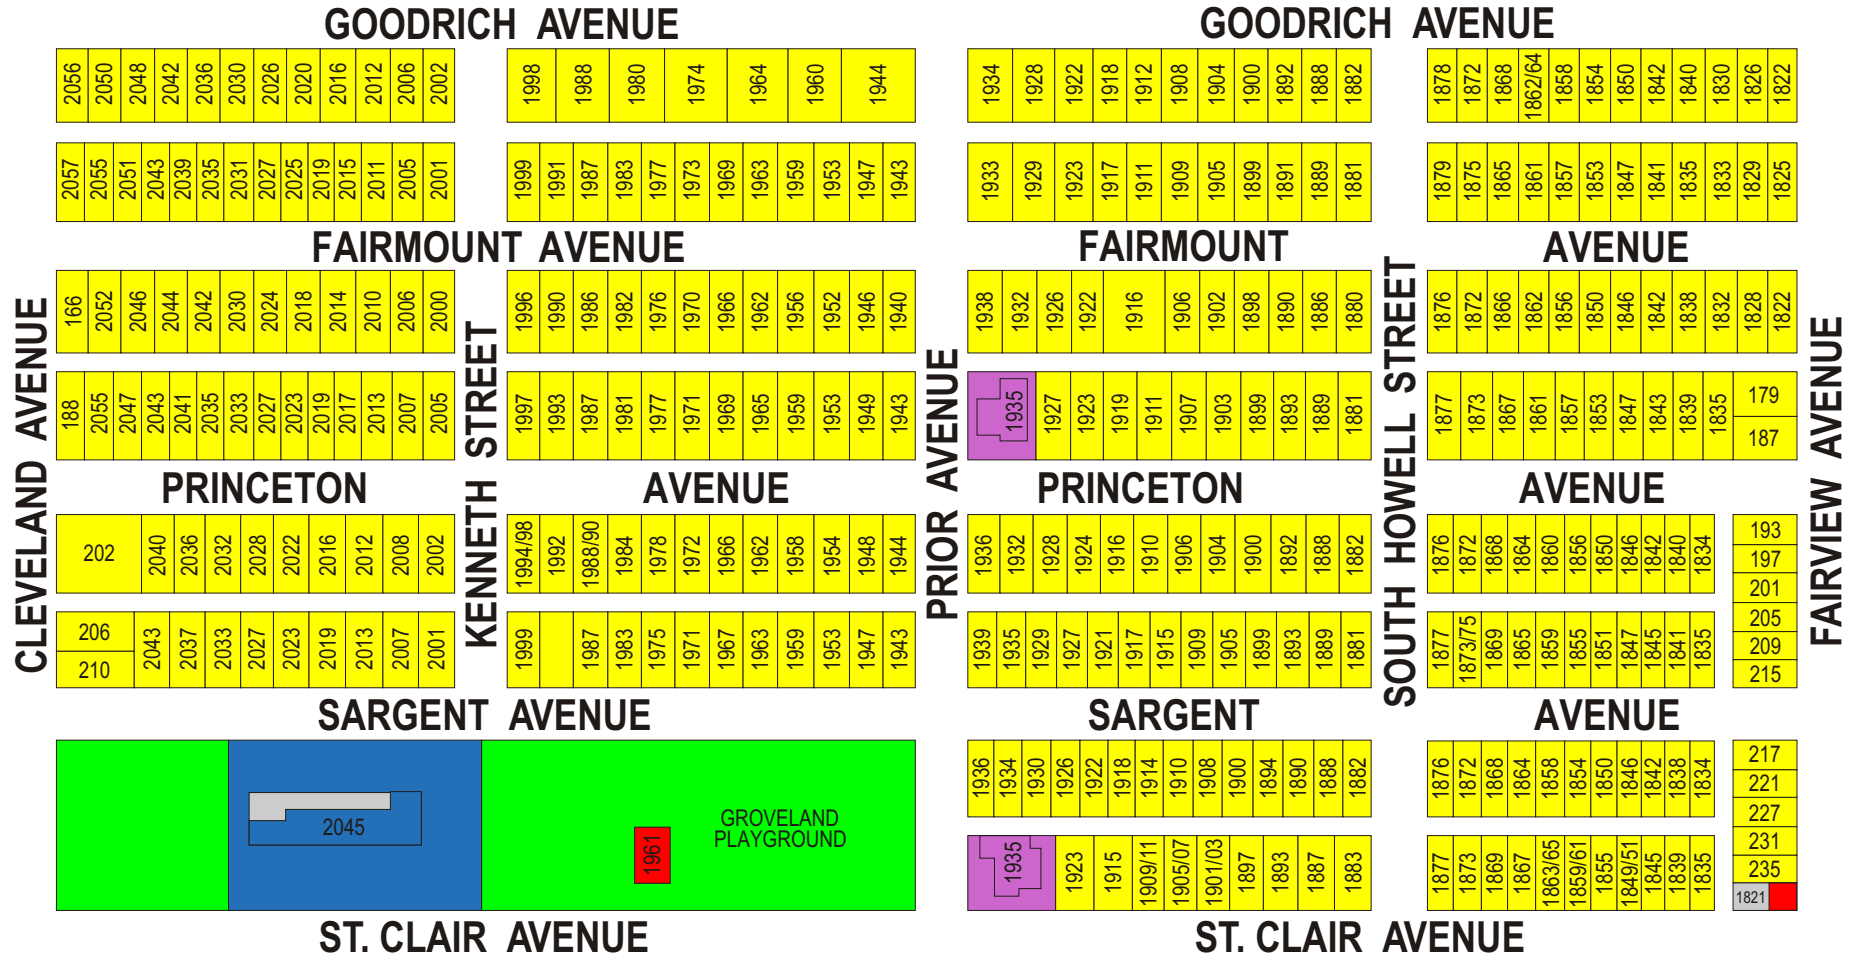 GOODRICH AVENUE GOODRICH AVENUE
2056 2050 2048 2042 2036 2030 2026 2020 2016 2012 2006 2002 1998 1988 1980 1974 1964 1960 1944 1934 1928 1922 1918 1912 1908 1904 1900 1892 1888 1882 1878 1872 1868 1862/64 1858 1854 1850 1842 1840 1830 1826 1822
2057 2055 2051 2043 2039 2035 2031 2027 2025 2019 2015 2011 2005 2001 1999 1991 1987 1983 1977 1973 1969 1963 1959 1953 1947 1943 1933 1929 1923 1917 1911 1909 1905 1899 1891 1889 1881 1879 1875 1865 1861 1857 1853 1847 1841 1835 1833 1829 1825
FAIRMOUNT AVENUE FAIRMOUNT AVENUE
166 2052 2046 2044 2042 2030 2024 2018 2014 2010 2006 2000 1996 1990 1986 1982 1976 1970 1966 1962 1956 1952 1946 1940 1938 1932 1926 1922 1916 1906 1902 1898 1890 1886 1880 1876 1872 1866 1862 1856 1850 1846 1842 1838 1832 1828 1822
188 2055 2047 2043 2041 2035 2033 2027 2023 2019 2017 2013 2007 2005 1997 1993 1987 1981 1977 1971 1969 1965 1959 1953 1949 1943 1935 1927 1923 1919 1911 1907 1903 1899 1893 1889 1881 1877 1873 1867 1861 1857 1853 1847 1843 1839 1835 179
187
PRINCETON AVENUE PRINCETON AVENUE
202 2040 2036 2032 2028 2022 2016 2012 2008 2002 1994/98 1992 1988/90 1984 1978 1972 1966 1962 1958 1954 1948 1944 1936 1932 1928 1924 1916 1910 1906 1904 1900 1892 1888 1882 1876 1872 1868 1864 1860 1856 1850 1846 1842 1840 1834 193
197
201
206 2043 2037 2033 2027 2023 2019 2013 2007 2001 1999 1987 1983 1975 1971 1967 1963 1959 1953 1947 1943 1939 1935 1929 1927 1921 1917 1915 1909 1905 1899 1893 1889 1881 1877 1873/75 1869 1865 1859 1855 1851 1847 1845 1841 1835 205
209
210 215
SARGENT AVENUE SARGENT AVENUE
1936 1934 1930 1926 1922 1918 1914 1910 1908 1900 1894 1890 1888 1882 1876 1872 1868 1864 1858 1854 1850 1846 1842 1838 1834 217
221
227
2045 1961 GROVELAND
PLAYGROUND
1935 1923 1915 1909/11 1905/07 1901/03 1897 1893 1887 1883 1877 1873 1869 1867 1863/65 1859/61 1855 1849/51 1845 1839 1835 231
235
1821
ST. CLAIR AVENUE ST. CLAIR AVENUE
CLEVELAND AVENUE
KENNETH STREET
PRIOR AVENUE
SOUTH HOWELL STREET
FAIRVIEW AVENUE